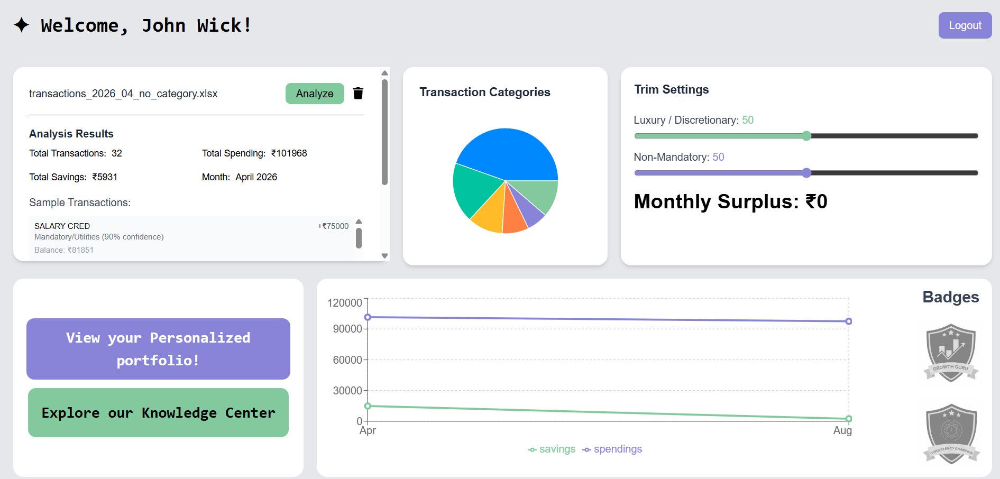 ✦ Welcome, John Wick!
Logout
transactions_2026_04_no_category.xlsx
Analyze
Analysis Results
Total Transactions: 32
Total Spending: ₹101968
Total Savings: ₹5931
Month: April 2026
Sample Transactions:
SALARY CRED
+₹75000
Mandatory/Utilities (90% confidence)
Balance: ₹81851
Transaction Categories
Trim Settings
Luxury / Discretionary: 50
Non-Mandatory: 50
Monthly Surplus: ₹0
View your Personalized
portfolio!
Explore our Knowledge Center
120000
90000
60000
30000
0
Apr
Aug
savings
spendings
Badges
GROWTH GURU
CONSISTENCY CHAMPION